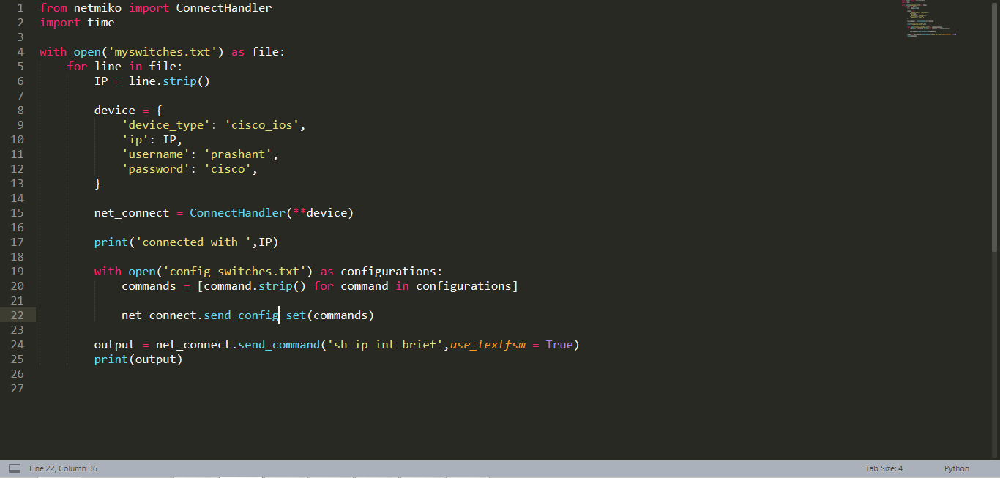 1 from netmiko import ConnectHandler
2 import time
3
4 with open('myswitches.txt') as file:
5     for line in file:
6         IP = line.strip()
7
8         device = {
9             'device_type': 'cisco_ios',
10             'ip': IP,
11             'username': 'prashant',
12             'password': 'cisco',
13         }
14
15         net_connect = ConnectHandler(**device)
16
17         print('connected with ',IP)
18
19         with open('config_switches.txt') as configurations:
20             commands = [command.strip() for command in configurations]
21
22             net_connect.send_config_set(commands)
23
24         output = net_connect.send_command('sh ip int brief',use_textfsm = True)
25         print(output)
26
27
Line 22, Column 36 Tab Size: 4 Python